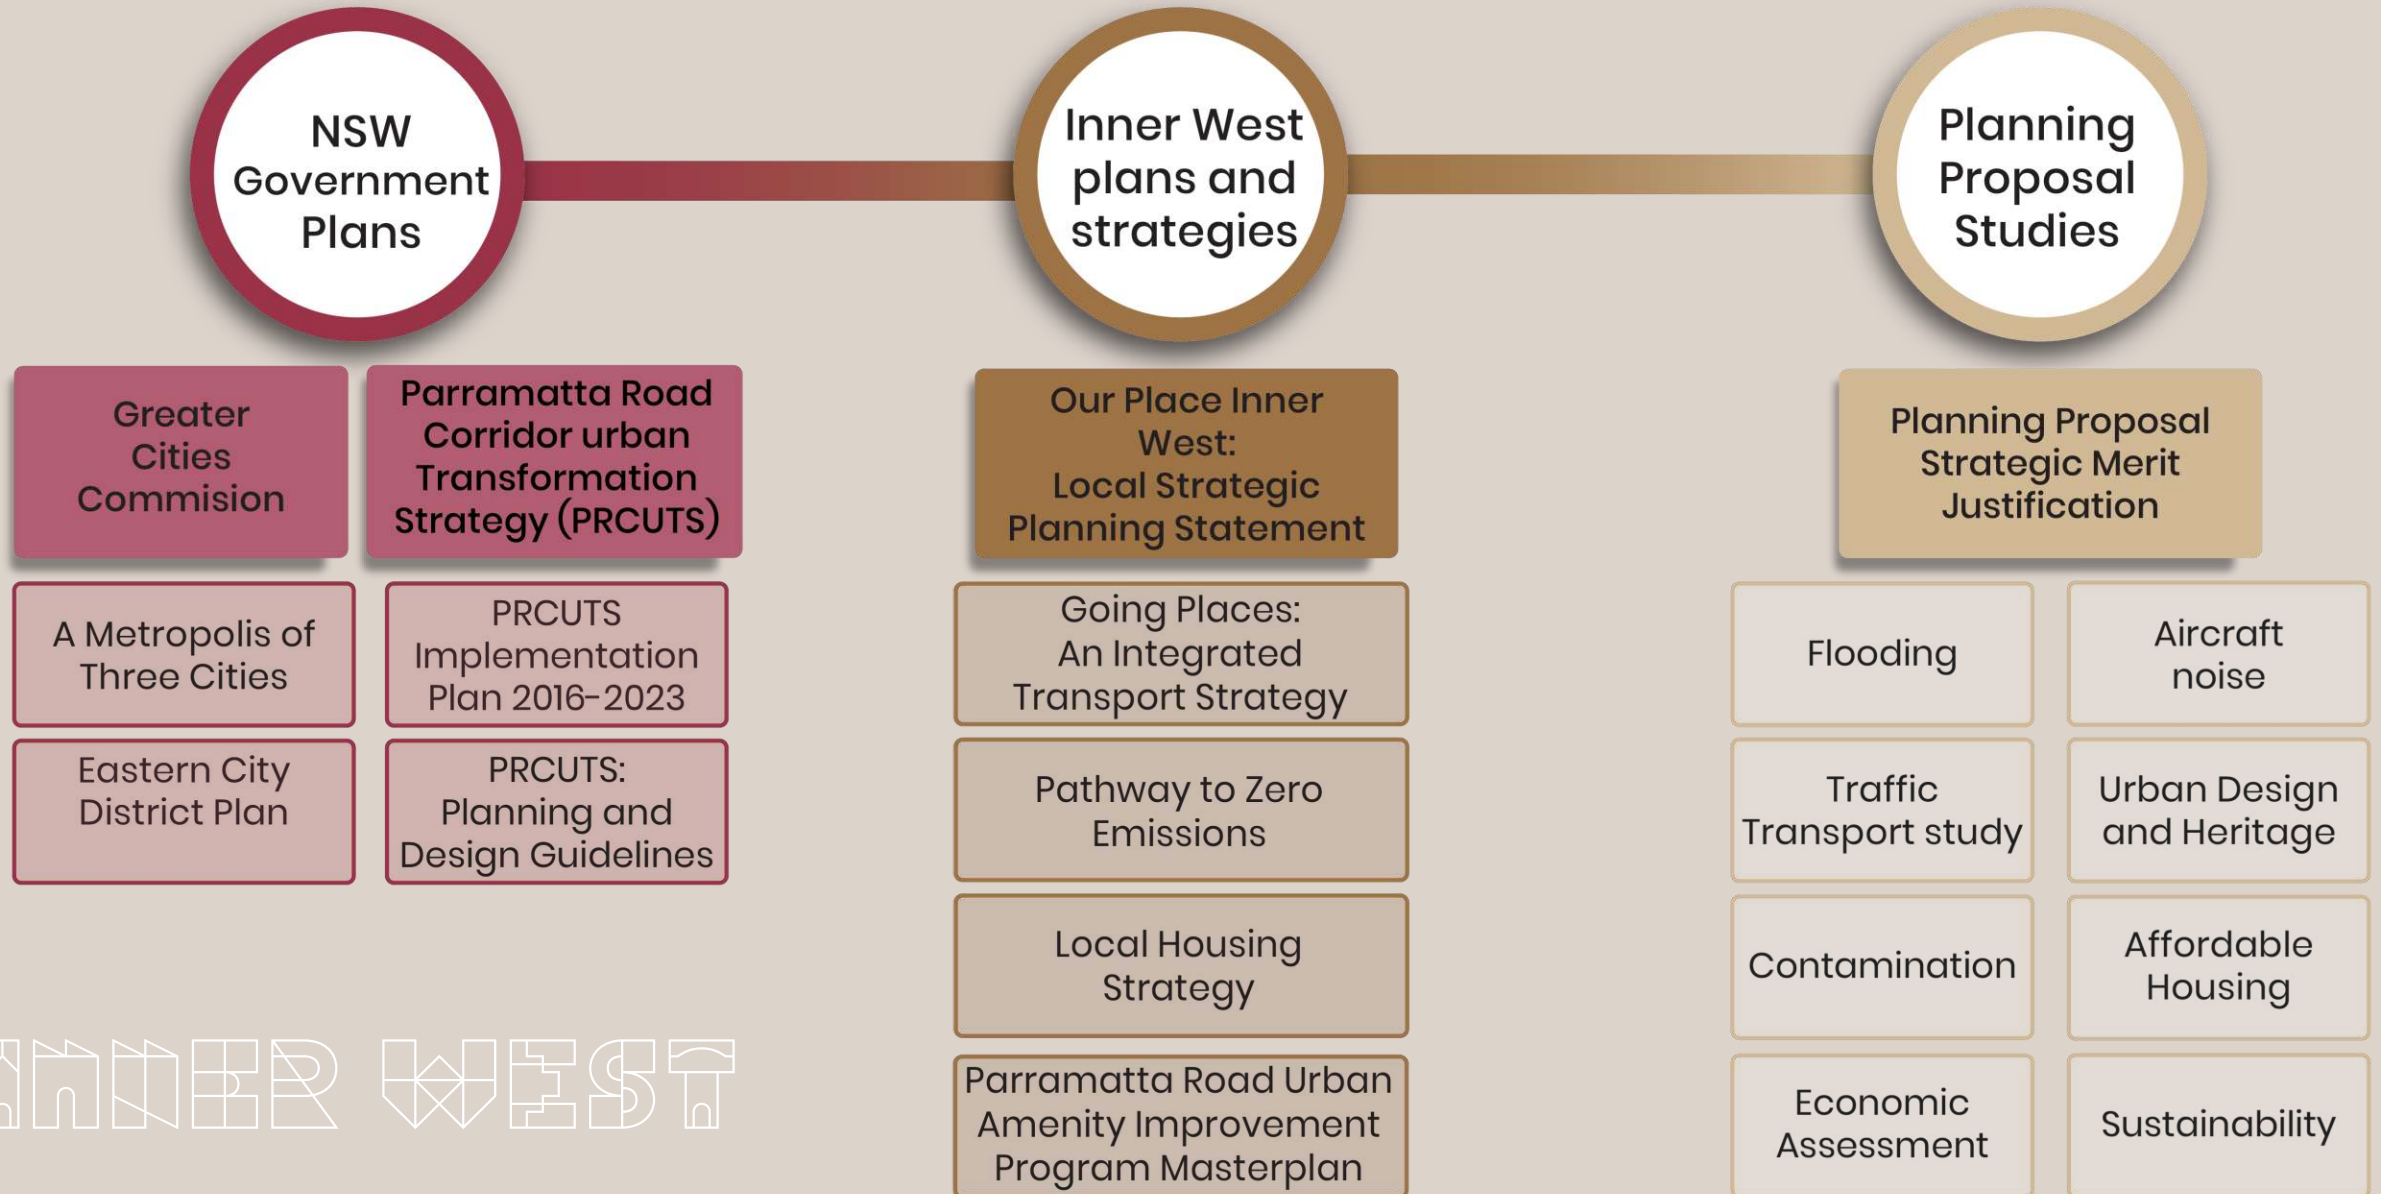 NSW
Government
Plans
Inner West
plans and
strategies
Planning
Proposal
Studies
Greater
Cities
Commision
Parramatta Road
Corridor urban
Transformation
Strategy (PRCUTS)
A Metropolis of
Three Cities
PRCUTS
Implementation
Plan 2016-2023
Eastern City
District Plan
PRCUTS:
Planning and
Design Guidelines
Our Place Inner
West:
Local Strategic
Planning Statement
Going Places:
An Integrated
Transport Strategy
Pathway to Zero
Emissions
Local Housing
Strategy
Parramatta Road Urban
Amenity Improvement
Program Masterplan
Planning Proposal
Strategic Merit
Justification
Flooding
Aircraft
noise
Traffic
Transport study
Urban Design
and Heritage
Contamination
Affordable
Housing
Economic
Assessment
Sustainability
INNER WEST